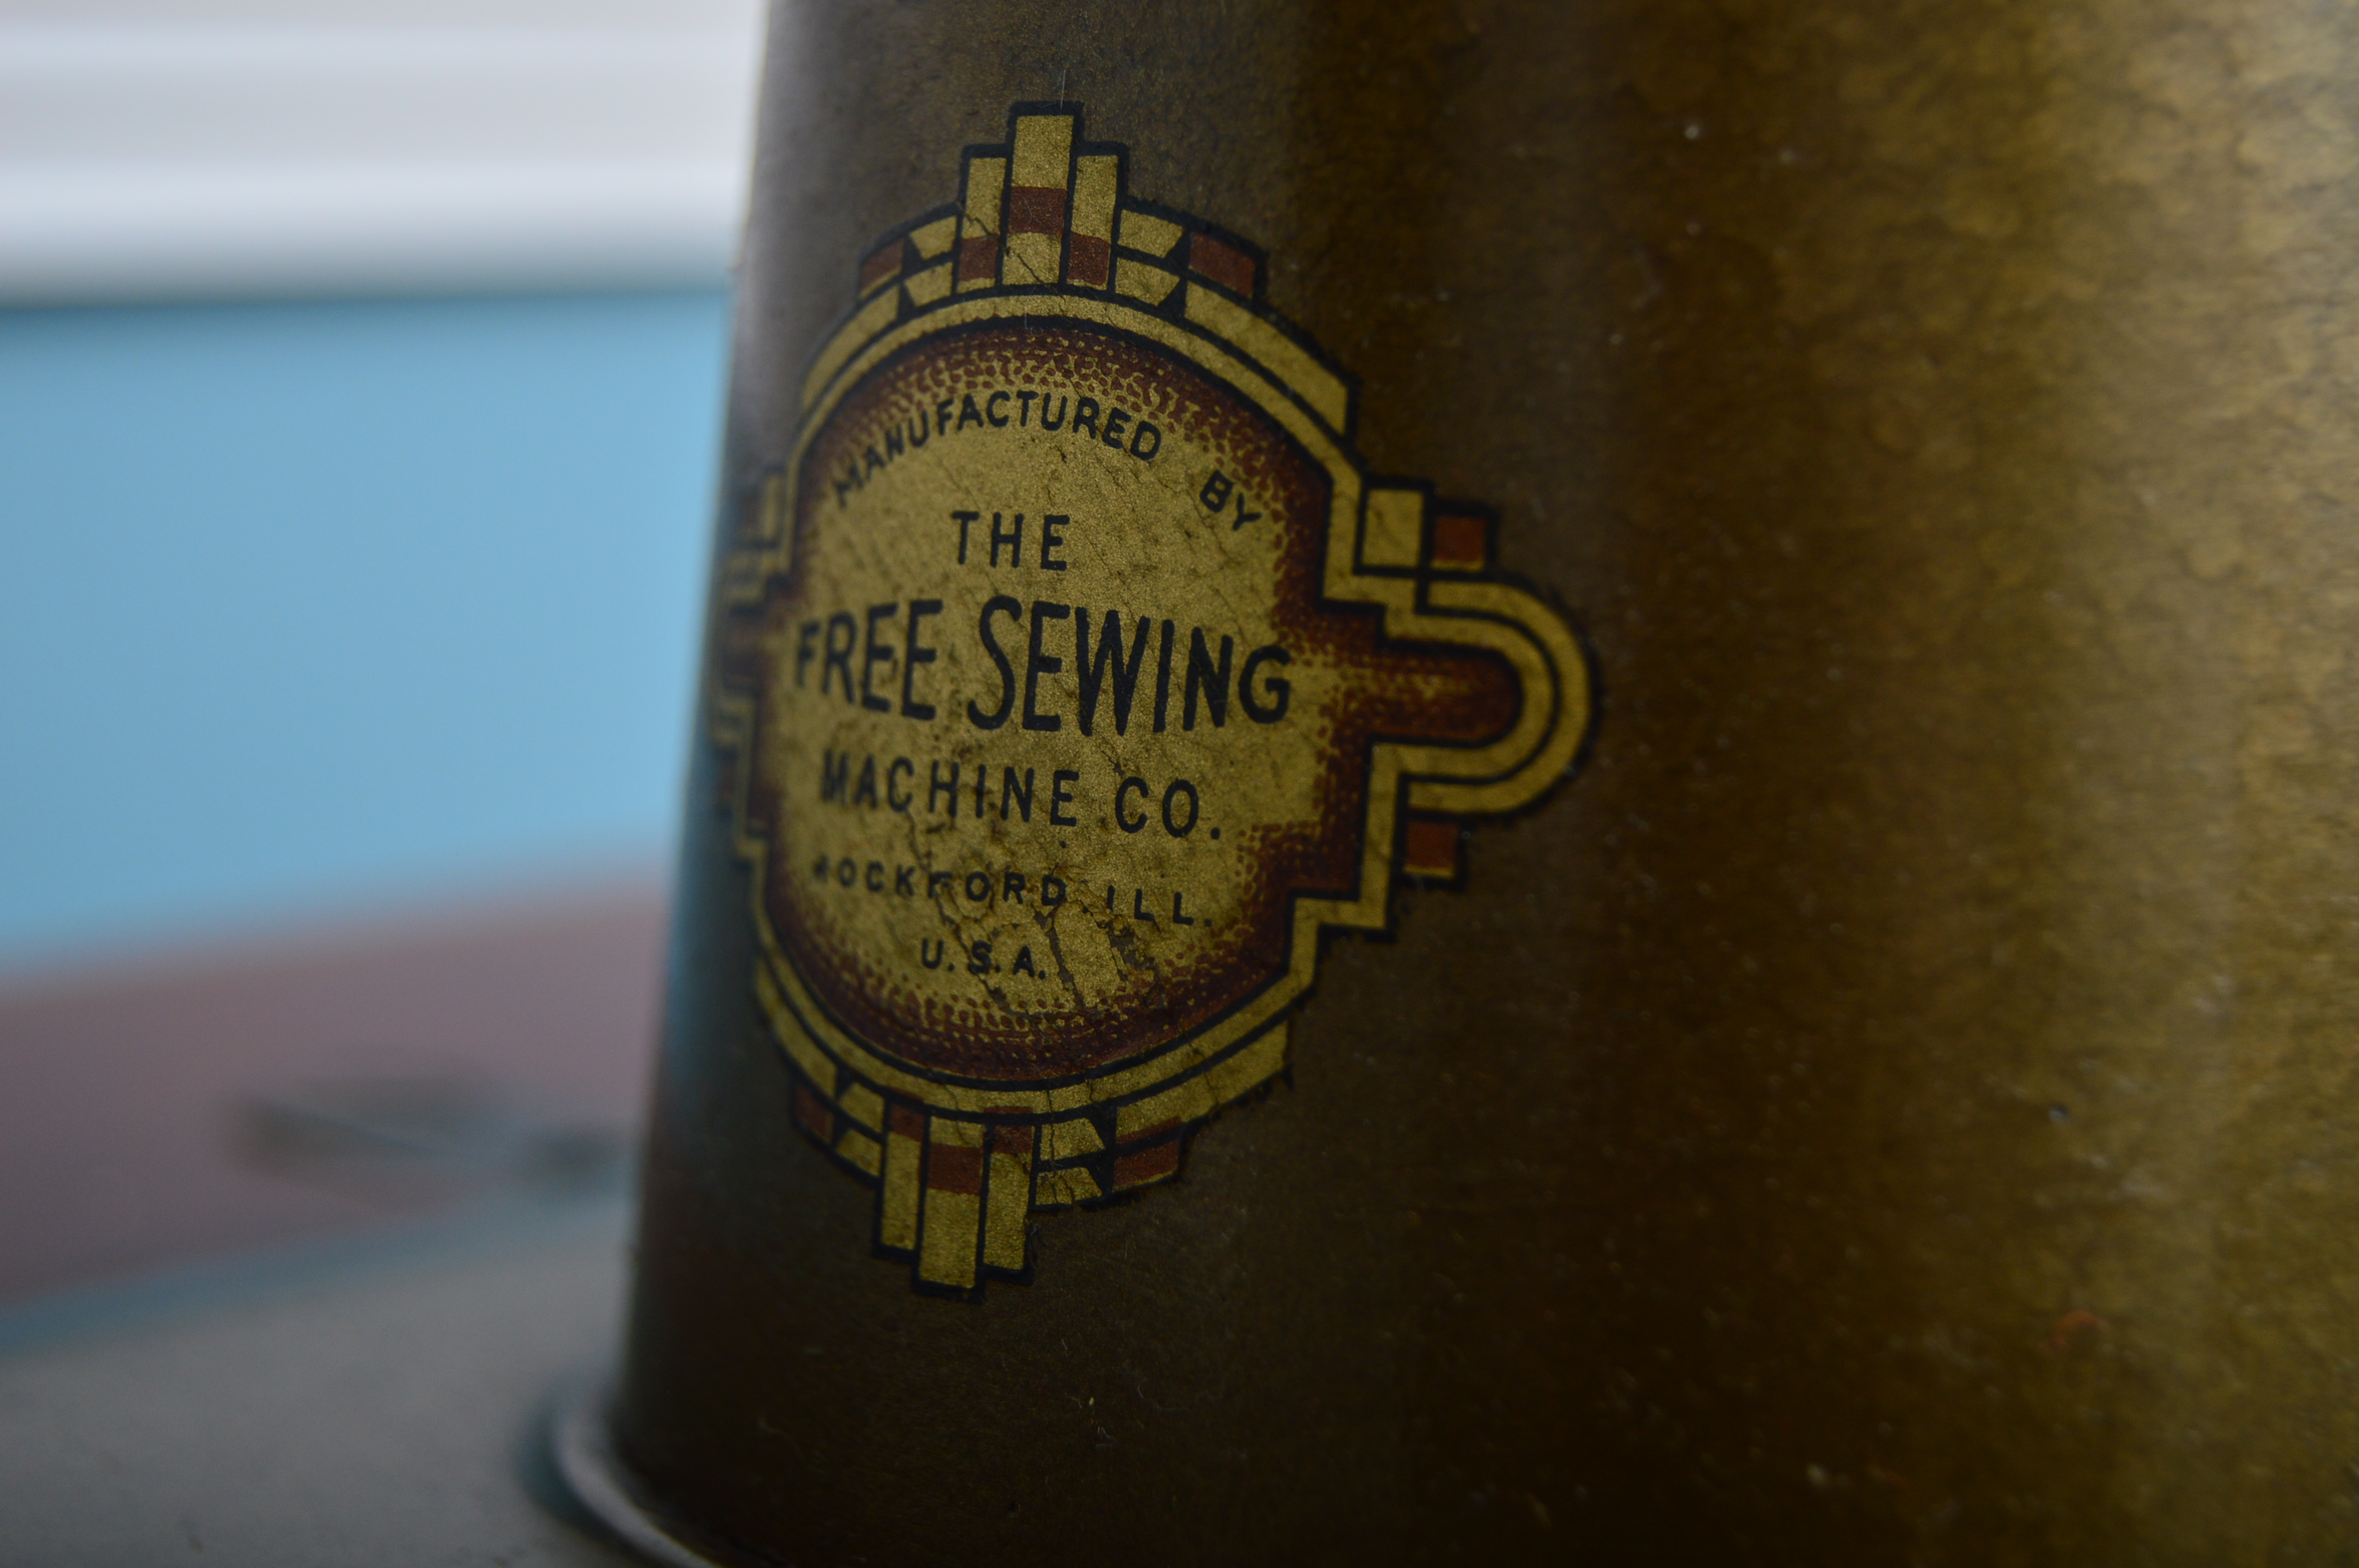 MANUFACTURED BY
THE
FREE SEWING
MACHINE CO.
ROCKFORD ILL.
U.S.A.